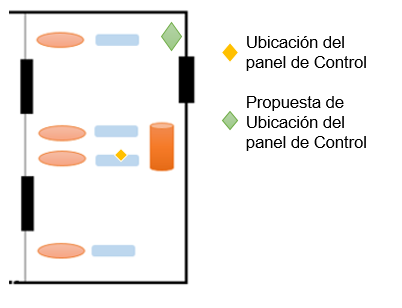 Ubicación del
panel de Control
Propuesta de
Ubicación del
panel de Control